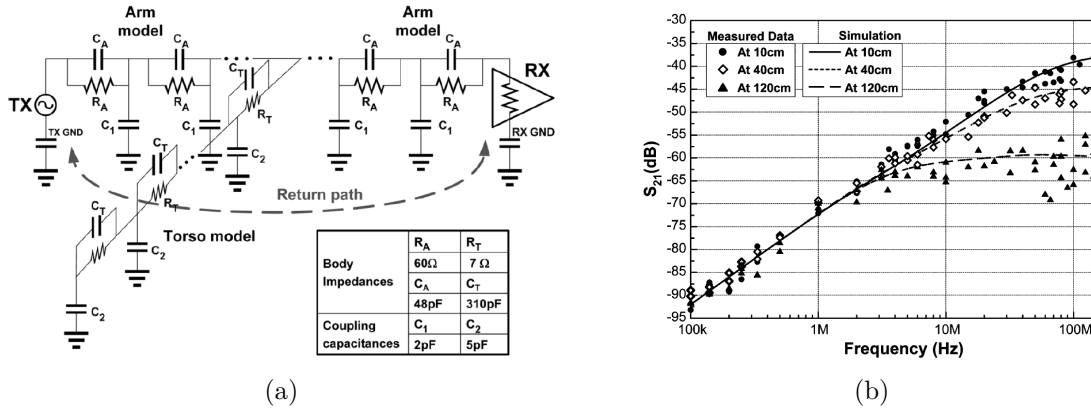 Arm
model
Arm
model
C_A
C_A
C_A
C_A
C_T
RX
R_A
R_A
R_T
R_A
R_A
TX
TX GND
C_1
C_1
C_2
C_1
C_1
RX GND
C_T
Return path
R_T
C_T
Torso model
R_T
C_2
C_2
Body Impedances
R_A R_T
60Ω 7 Ω
C_A C_T
48pF 310pF
Coupling capacitances
C_1 C_2
2pF 5pF
(a)
Measured Data Simulation
At 10cm At 10cm
At 40cm At 40cm
At 120cm At 120cm
-30
-35
-40
-45
-50
-55
-60
-65
-70
-75
-80
-85
-90
-95
S_21(dB)
100k 1M 10M 100M
Frequency (Hz)
(b)